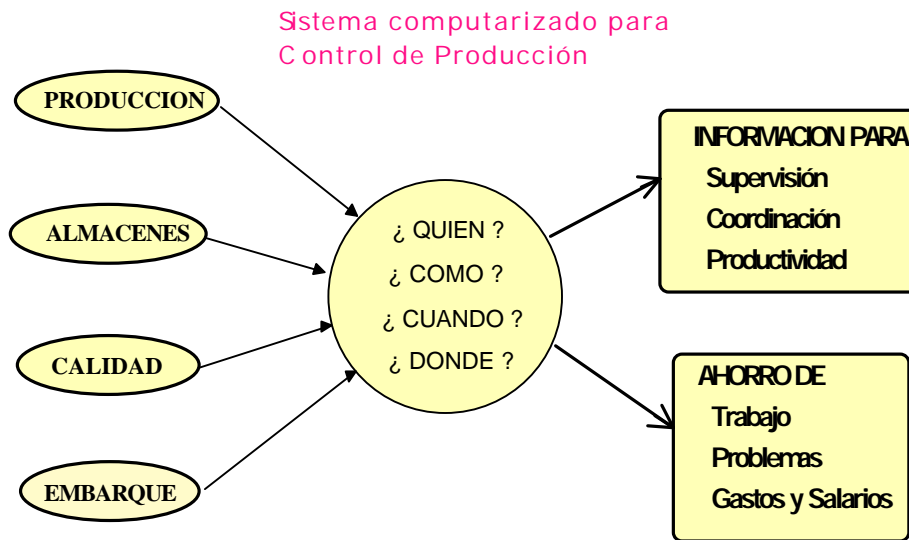 Sistema computarizado para
Control de Producción
PRODUCCION
ALMACENES
CALIDAD
EMBARQUE
¿ QUIEN ?
¿ COMO ?
¿ CUANDO ?
¿ DONDE ?
INFORMACION PARA
Supervisión
Coordinación
Productividad
AHORRO DE
Trabajo
Problemas
Gastos y Salarios